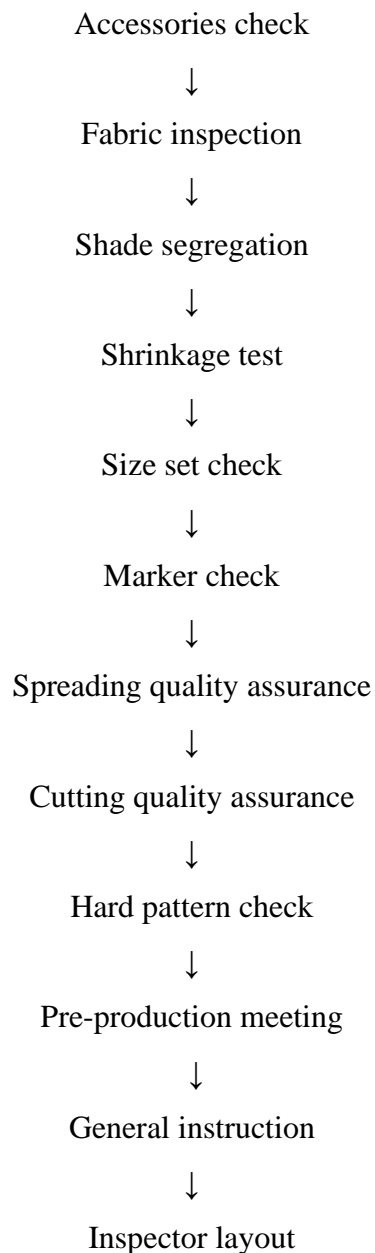 Accessories check
↓
Fabric inspection
↓
Shade segregation
↓
Shrinkage test
↓
Size set check
↓
Marker check
↓
Spreading quality assurance
↓
Cutting quality assurance
↓
Hard pattern check
↓
Pre-production meeting
↓
General instruction
↓
Inspector layout